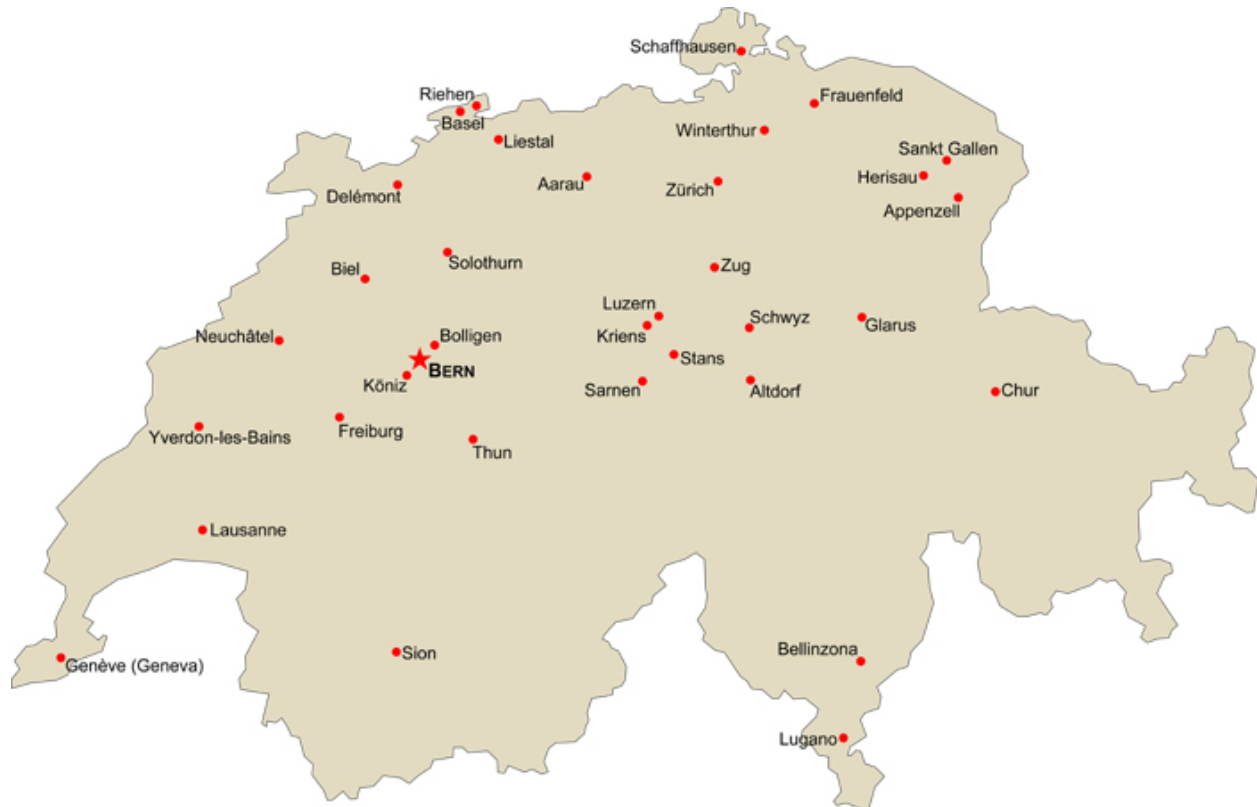 Schaffhausen
Riehen
Basel
Frauenfeld
Winterthur
Liestal
Sankt Gallen
Aarau
Zürich
Herisau
Delémont
Appenzell
Solothurn
Biel
Zug
Luzern
Schwyz
Glarus
Kriens
Neuchâtel
Bolligen
Stans
BERN
Köniz
Sarnen
Altdorf
Chur
Freiburg
Yverdon-les-Bains
Thun
Lausanne
Bellinzona
Sion
Genève (Geneva)
Lugano